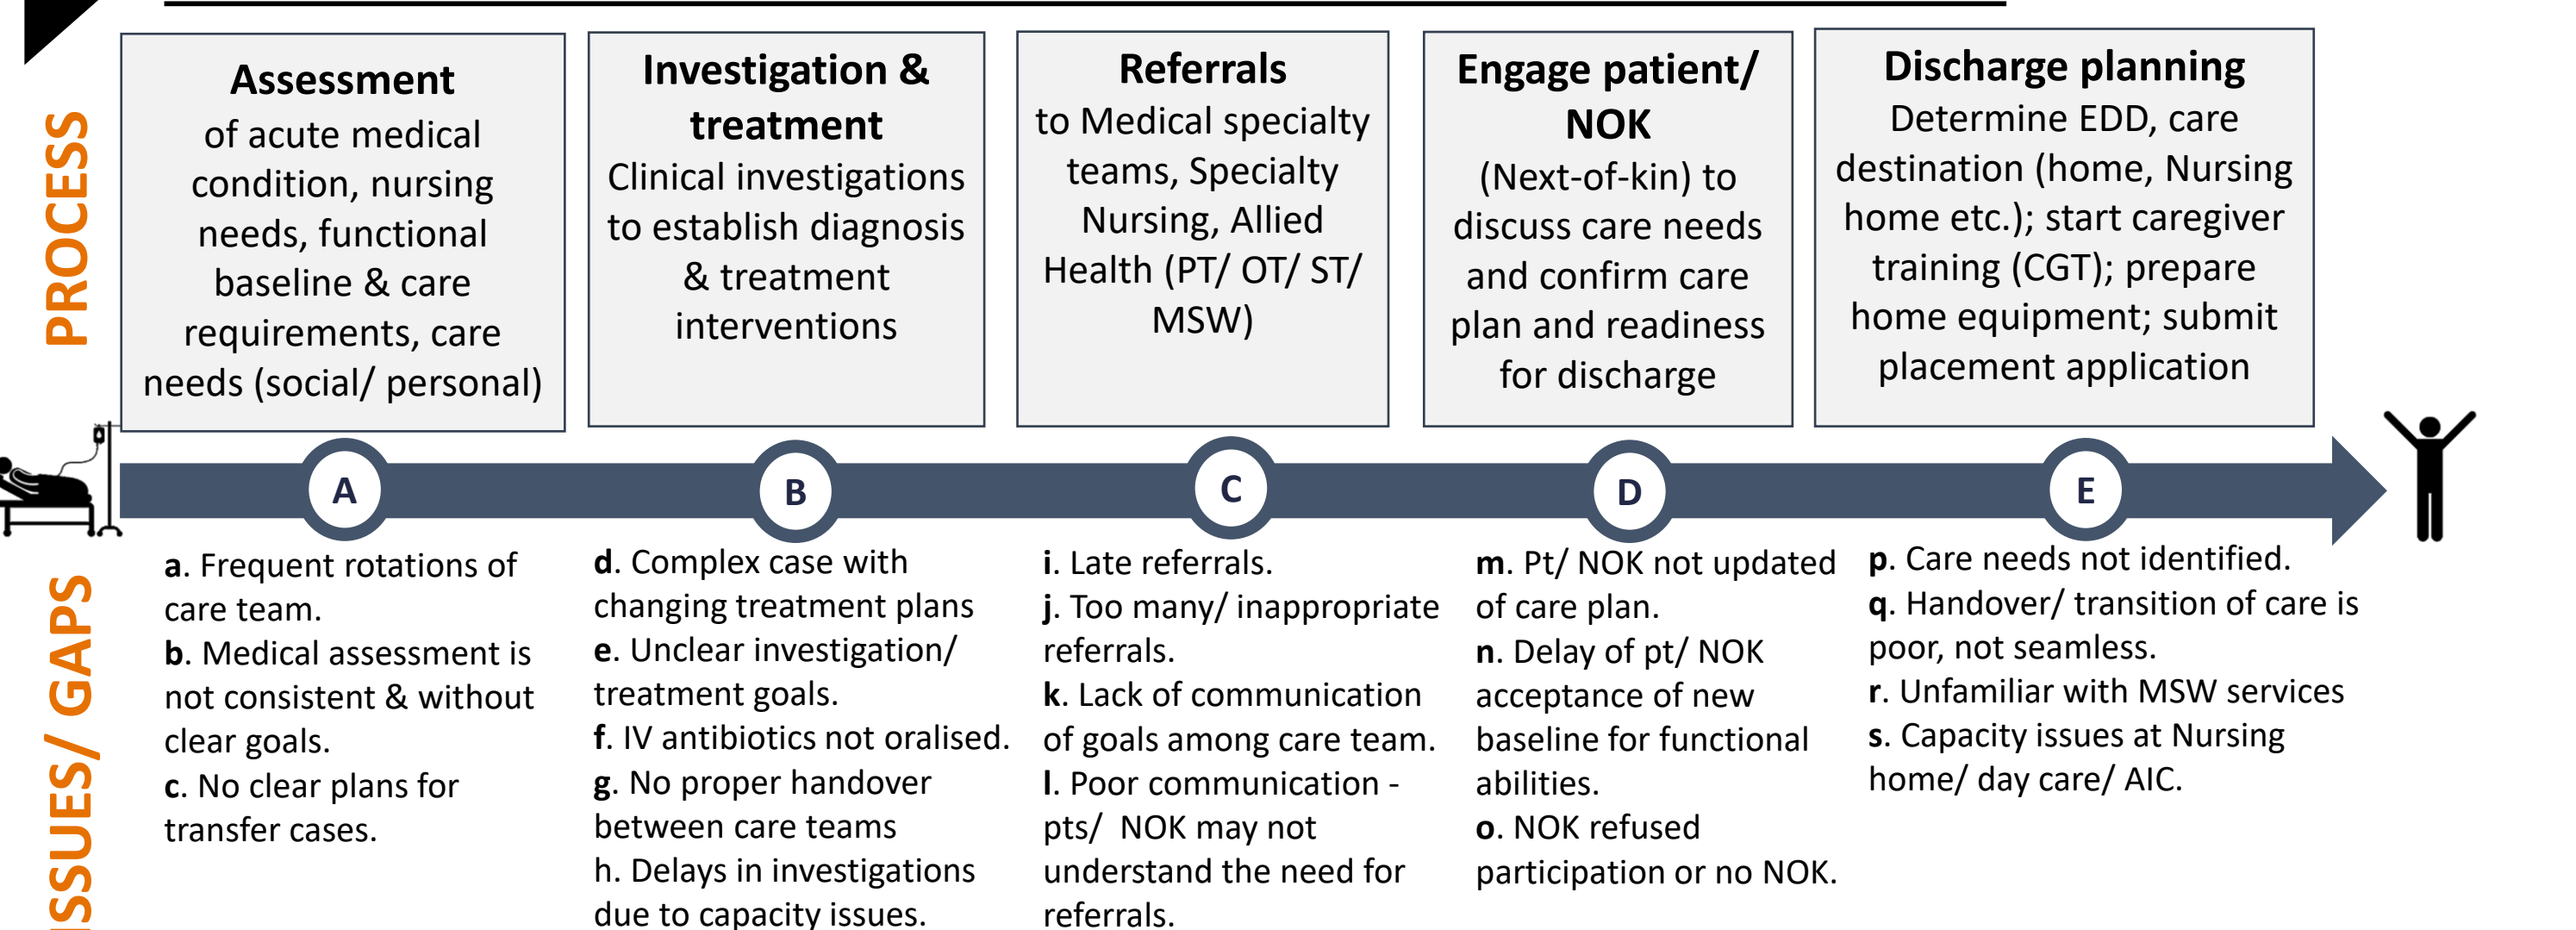 PROCESS
Assessment
of acute medical
condition, nursing
needs, functional
baseline & care
requirements, care
needs (social/ personal)
Investigation &
treatment
Clinical investigations
to establish diagnosis
& treatment
interventions
Referrals
to Medical specialty
teams, Specialty
Nursing, Allied
Health (PT/ OT/ ST/
MSW)
Engage patient/
NOK
(Next-of-kin) to
discuss care needs
and confirm care
plan and readiness
for discharge
Discharge planning
Determine EDD, care
destination (home, Nursing
home etc.); start caregiver
training (CGT); prepare
home equipment; submit
placement application
A
B
C
D
E
ISSUES/ GAPS
a. Frequent rotations of
care team.
b. Medical assessment is
not consistent & without
clear goals.
c. No clear plans for
transfer cases.
d. Complex case with
changing treatment plans
e. Unclear investigation/
treatment goals.
f. IV antibiotics not oralised.
g. No proper handover
between care teams
h. Delays in investigations
due to capacity issues.
i. Late referrals.
j. Too many/ inappropriate
referrals.
k. Lack of communication
of goals among care team.
l. Poor communication -
pts/ NOK may not
understand the need for
referrals.
m. Pt/ NOK not updated
of care plan.
n. Delay of pt/ NOK
acceptance of new
baseline for functional
abilities.
o. NOK refused
participation or no NOK.
p. Care needs not identified.
q. Handover/ transition of care is
poor, not seamless.
r. Unfamiliar with MSW services
s. Capacity issues at Nursing
home/ day care/ AIC.